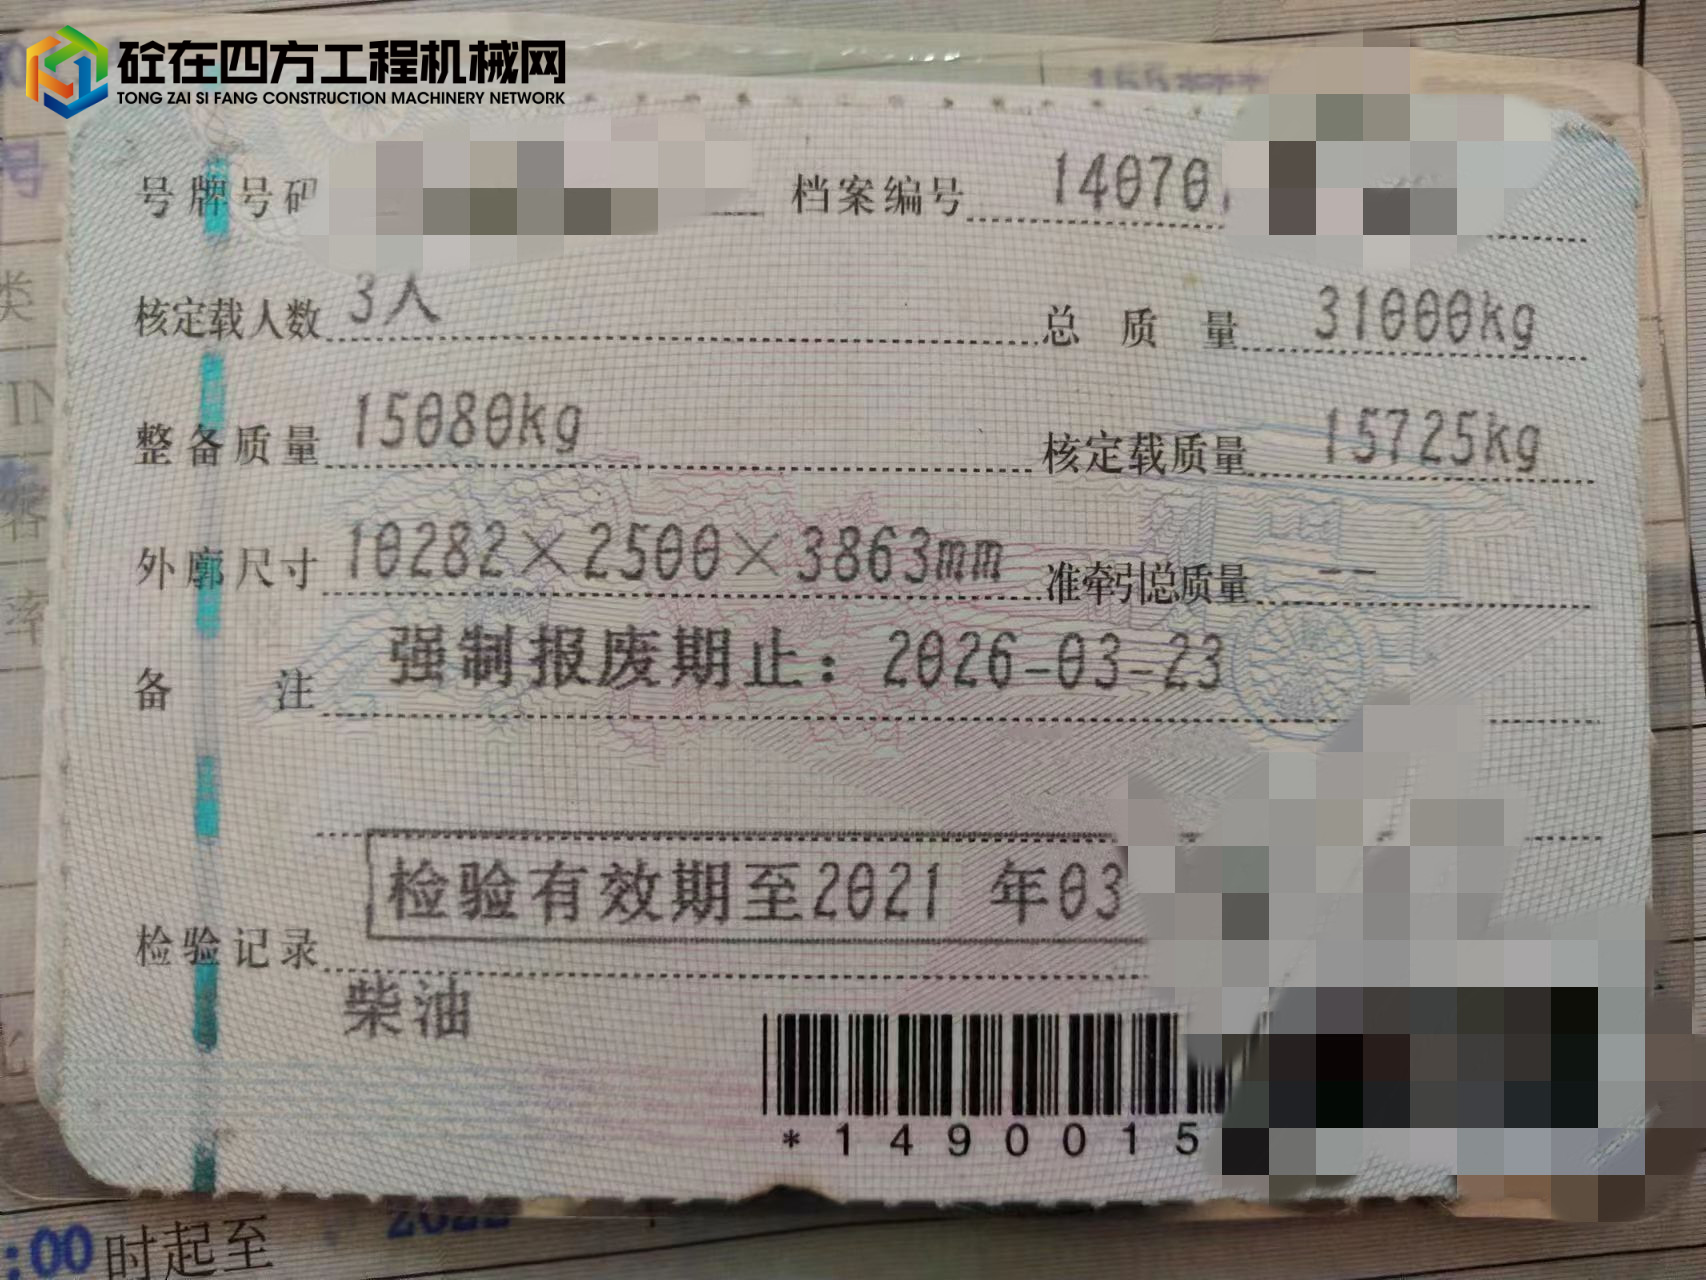 砼在四方工程机械网
TONG ZAI SI FANG CONSTRUCTION MACHINERY NETWORK
号
号牌号码 档案编号 140701
类
核定载人数 3人 总质量 31000kg
整备质量 15080kg 核定载质量 15725kg
外廓尺寸 10282×2500×3863mm 准牵引总质量 --
率
备注 强制报废期止：2026-03-23
检验有效期至2021 年03
检验记录
柴油
*1490015
:00时起至 2022